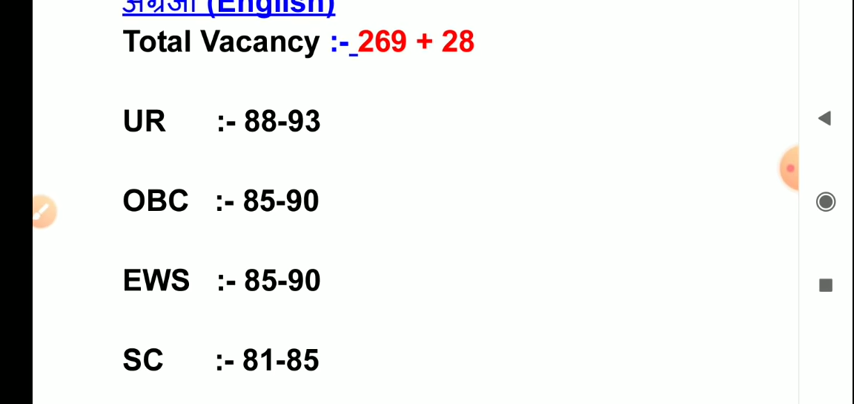 अंग्रेजी (English)
Total Vacancy :- 269 + 28
UR :- 88-93
OBC :- 85-90
EWS :- 85-90
SC :- 81-85